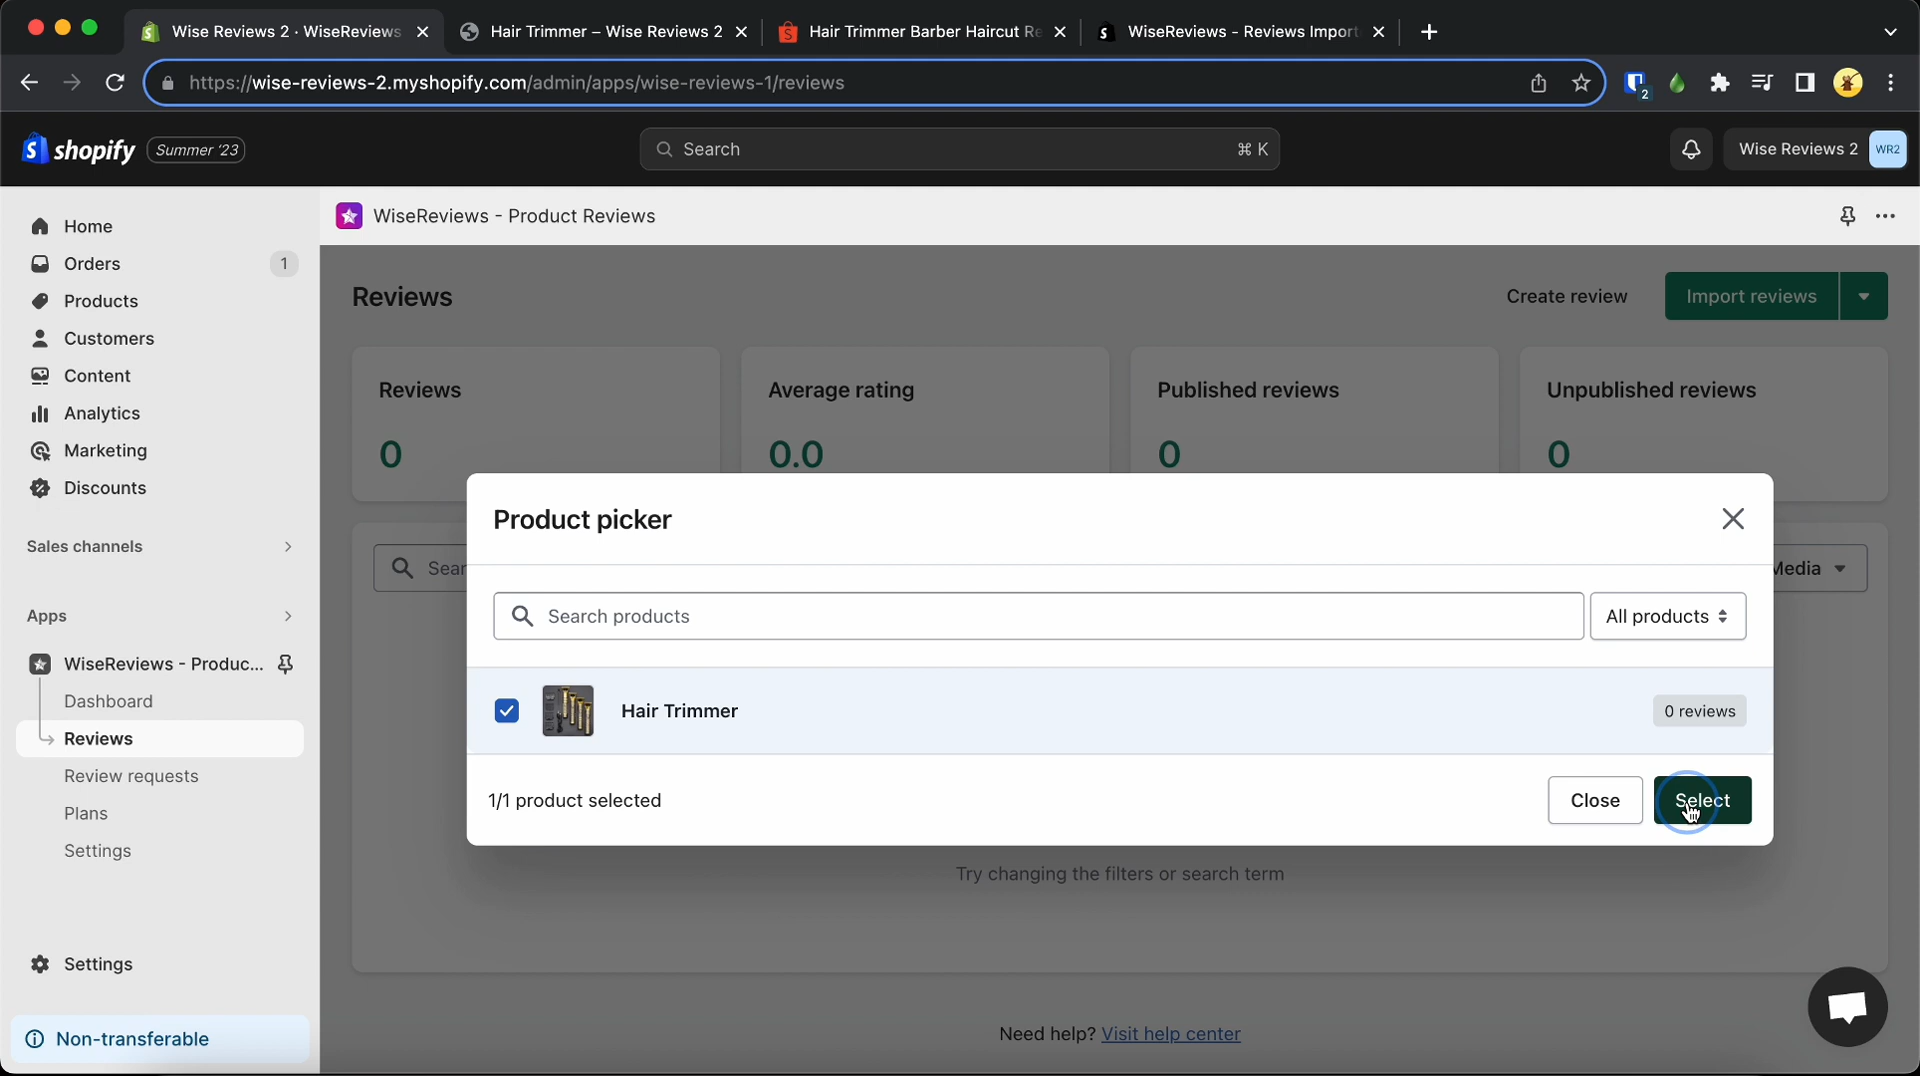 Wise Reviews 2 · WiseReviews
Hair Trimmer – Wise Reviews 2
Hair Trimmer Barber Haircut Re
WiseReviews - Reviews Import
https://wise-reviews-2.myshopify.com/admin/apps/wise-reviews-1/reviews
2
shopify
Summer '23
Search
⌘ K
Wise Reviews 2
WR2
Home
Orders
1
Products
Customers
Content
Analytics
Marketing
Discounts
Sales channels
Apps
WiseReviews - Produc...
Dashboard
Reviews
Review requests
Plans
Settings
Settings
Non-transferable
WiseReviews - Product Reviews
Reviews
Create review
Import reviews
Reviews
0
Average rating
0.0
Published reviews
0
Unpublished reviews
0
Sear
Media
Product picker
Search products
All products
Hair Trimmer
0 reviews
1/1 product selected
Close
Select
Try changing the filters or search term
Need help? Visit help center